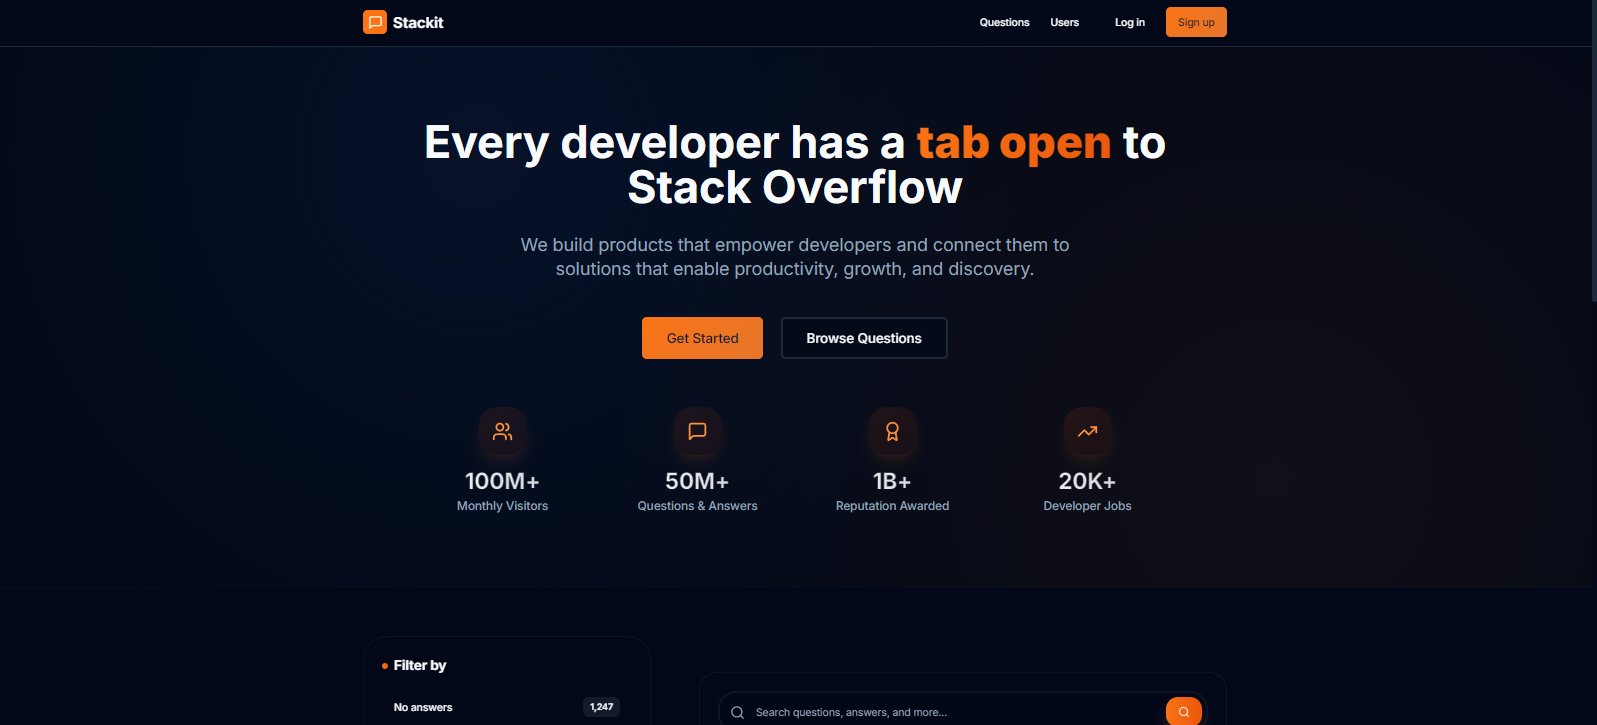 Stackit
Questions Users Log in Sign up
Every developer has a tab open to
Stack Overflow
We build products that empower developers and connect them to
solutions that enable productivity, growth, and discovery.
Get Started Browse Questions
100M+ 50M+ 1B+ 20K+
Monthly Visitors Questions & Answers Reputation Awarded Developer Jobs
Filter by
No answers 1,247
Search questions, answers, and more...